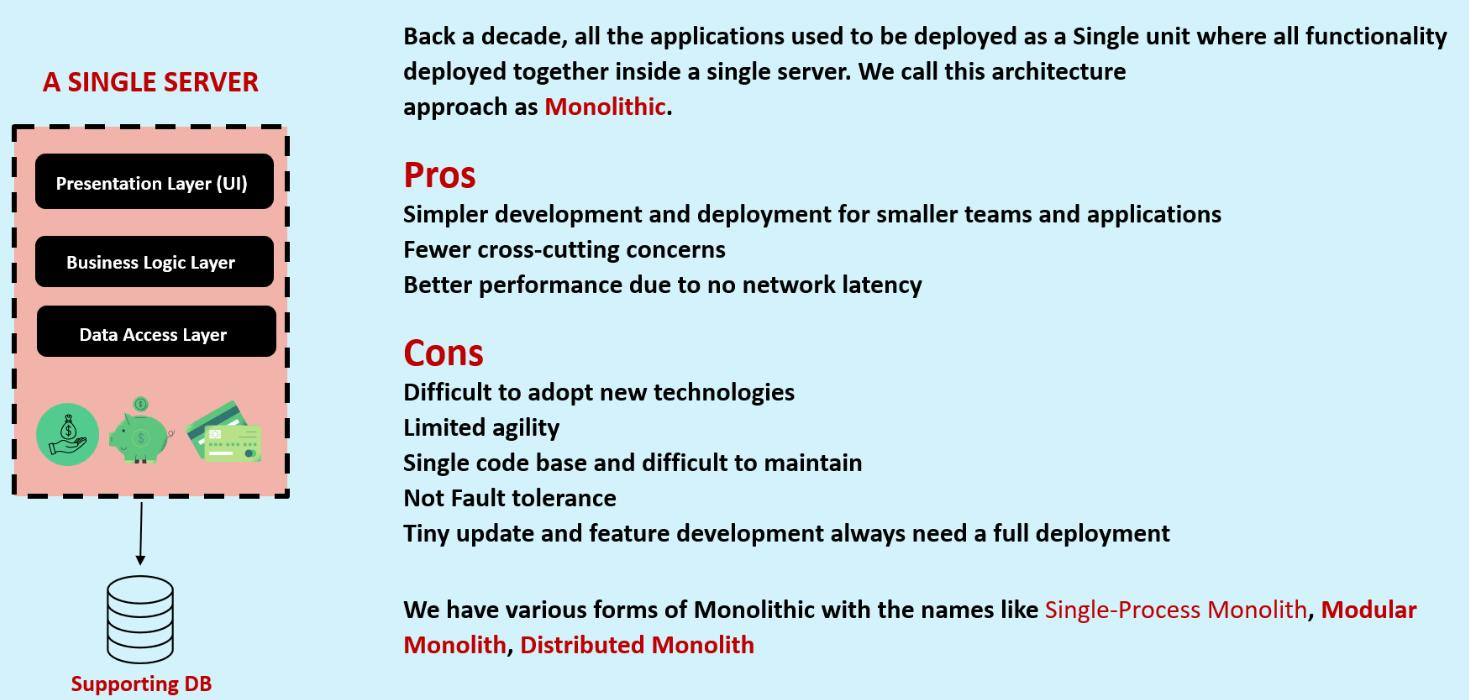 A SINGLE SERVER
Presentation Layer (UI)
Business Logic Layer
Data Access Layer
Supporting DB
Back a decade, all the applications used to be deployed as a Single unit where all functionality
deployed together inside a single server. We call this architecture
approach as Monolithic.
Pros
Simpler development and deployment for smaller teams and applications
Fewer cross-cutting concerns
Better performance due to no network latency
Cons
Difficult to adopt new technologies
Limited agility
Single code base and difficult to maintain
Not Fault tolerance
Tiny update and feature development always need a full deployment
We have various forms of Monolithic with the names like Single-Process Monolith, Modular
Monolith, Distributed Monolith